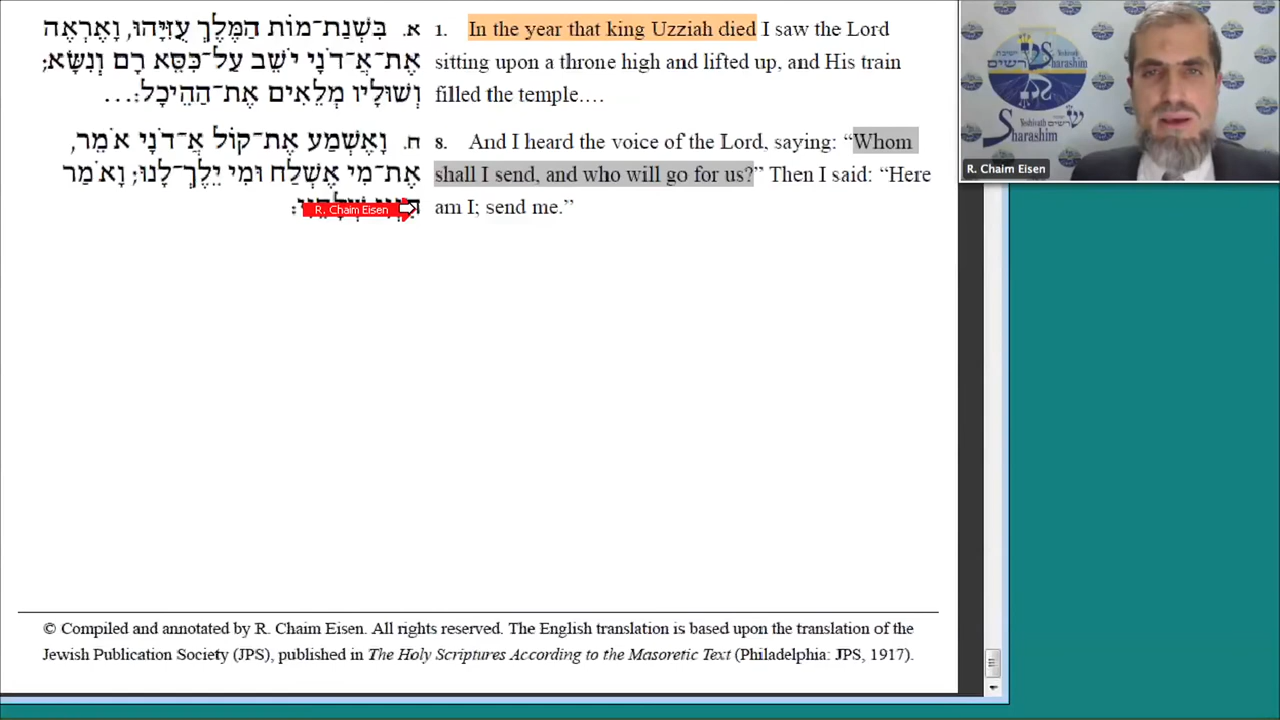 א. בִּשְׁנַת־מוֹת הַמֶּלֶךְ עֻזִּיָּהוּ, וָאֶרְאֶה
אֶת־אֲ־דֹנָי יֹשֵׁב עַל־כִּסֵּא רָם וְנִשָּׂא;
וְשׁוּלָיו מְלֵאִים אֶת־הַהֵיכָל:…
ח. וָאֶשְׁמַע אֶת־קוֹל אֲ־דֹנָי אֹמֵר,
אֶת־מִי אֶשְׁלַח וּמִי יֵלֶךְ־לָנוּ; וָאֹמַר
1. In the year that king Uzziah died I saw the Lord
sitting upon a throne high and lifted up, and His train
filled the temple.…
8. And I heard the voice of the Lord, saying: “Whom
shall I send, and who will go for us?” Then I said: “Here
am I; send me.”
R. Chaim Eisen
© Compiled and annotated by R. Chaim Eisen. All rights reserved. The English translation is based upon the translation of the
Jewish Publication Society (JPS), published in The Holy Scriptures According to the Masoretic Text (Philadelphia: JPS, 1917).
Yeshivath
Sharashim
R. Chaim Eisen